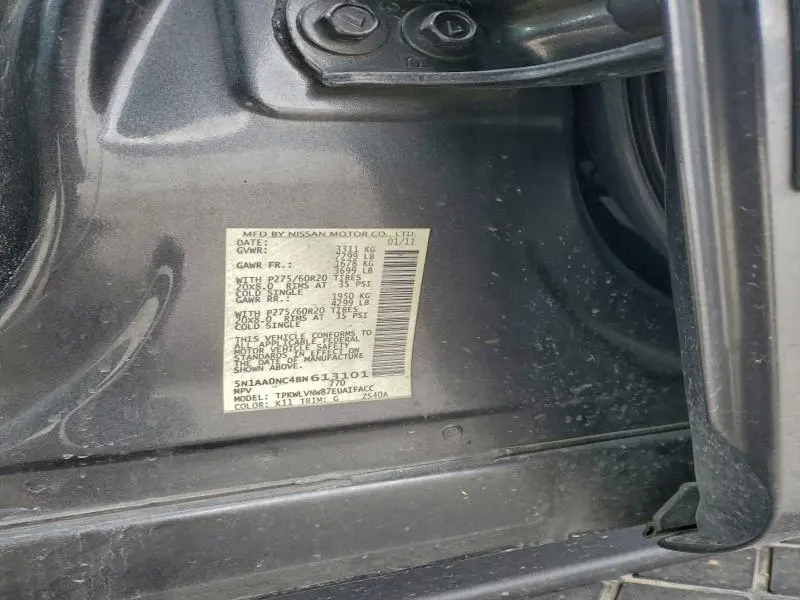 MFD BY NISSAN MOTOR CO., LTD.
DATE: 01/11
GVWR: 3311 KG
7299 LB
GAWR FR.: 1678 KG
3699 LB
WITH P275/60R20 TIRES
20X8.0 RIMS AT 35 PSI
COLD SINGLE
GAWR RR.: 1950 KG
4299 LB
WITH P275/60R20 TIRES
20X8.0 RIMS AT 35 PSI
COLD SINGLE
THIS VEHICLE CONFORMS TO
ALL APPLICABLE FEDERAL
MOTOR VEHICLE SAFETY
STANDARDS IN EFFECT ON
THE DATE OF MANUFACTURE
SHOWN ABOVE.
5N1AA0NC4BN613101
MPV 770
MODEL: TPKWLVNW87EUAIFACC
COLOR: K11 TRIM: G ZS40A